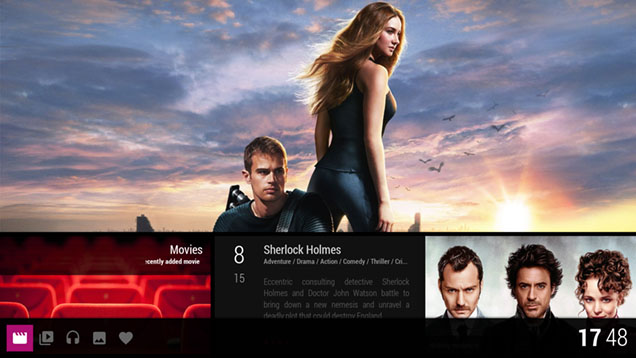 Movies
ecently added movie
8
15
Sherlock Holmes
Adventure / Drama / Action / Comedy / Thriller / Cri...
Eccentric consulting detective Sherlock
Holmes and Doctor John Watson battle to
bring down a new nemesis and unravel a
deadly plot that could destroy England.
17 48